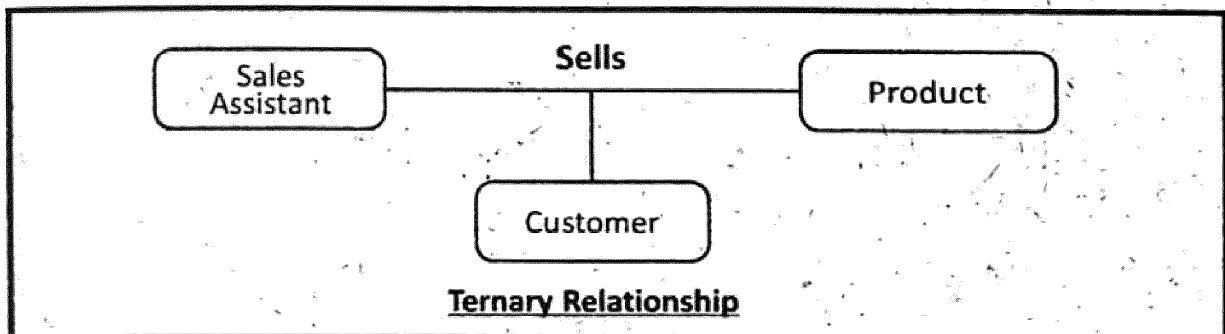 Sells
Sales
Assistant
Product
Customer
Ternary Relationship